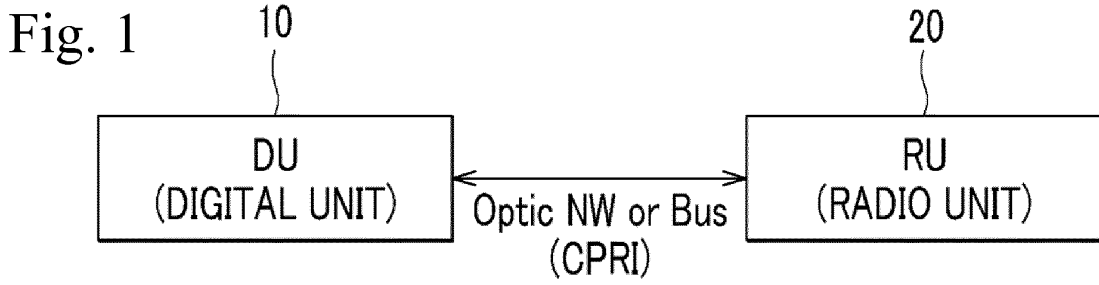 Fig. 1
10
20
DU
(DIGITAL UNIT)
Optic NW or Bus
(CPRI)
RU
(RADIO UNIT)